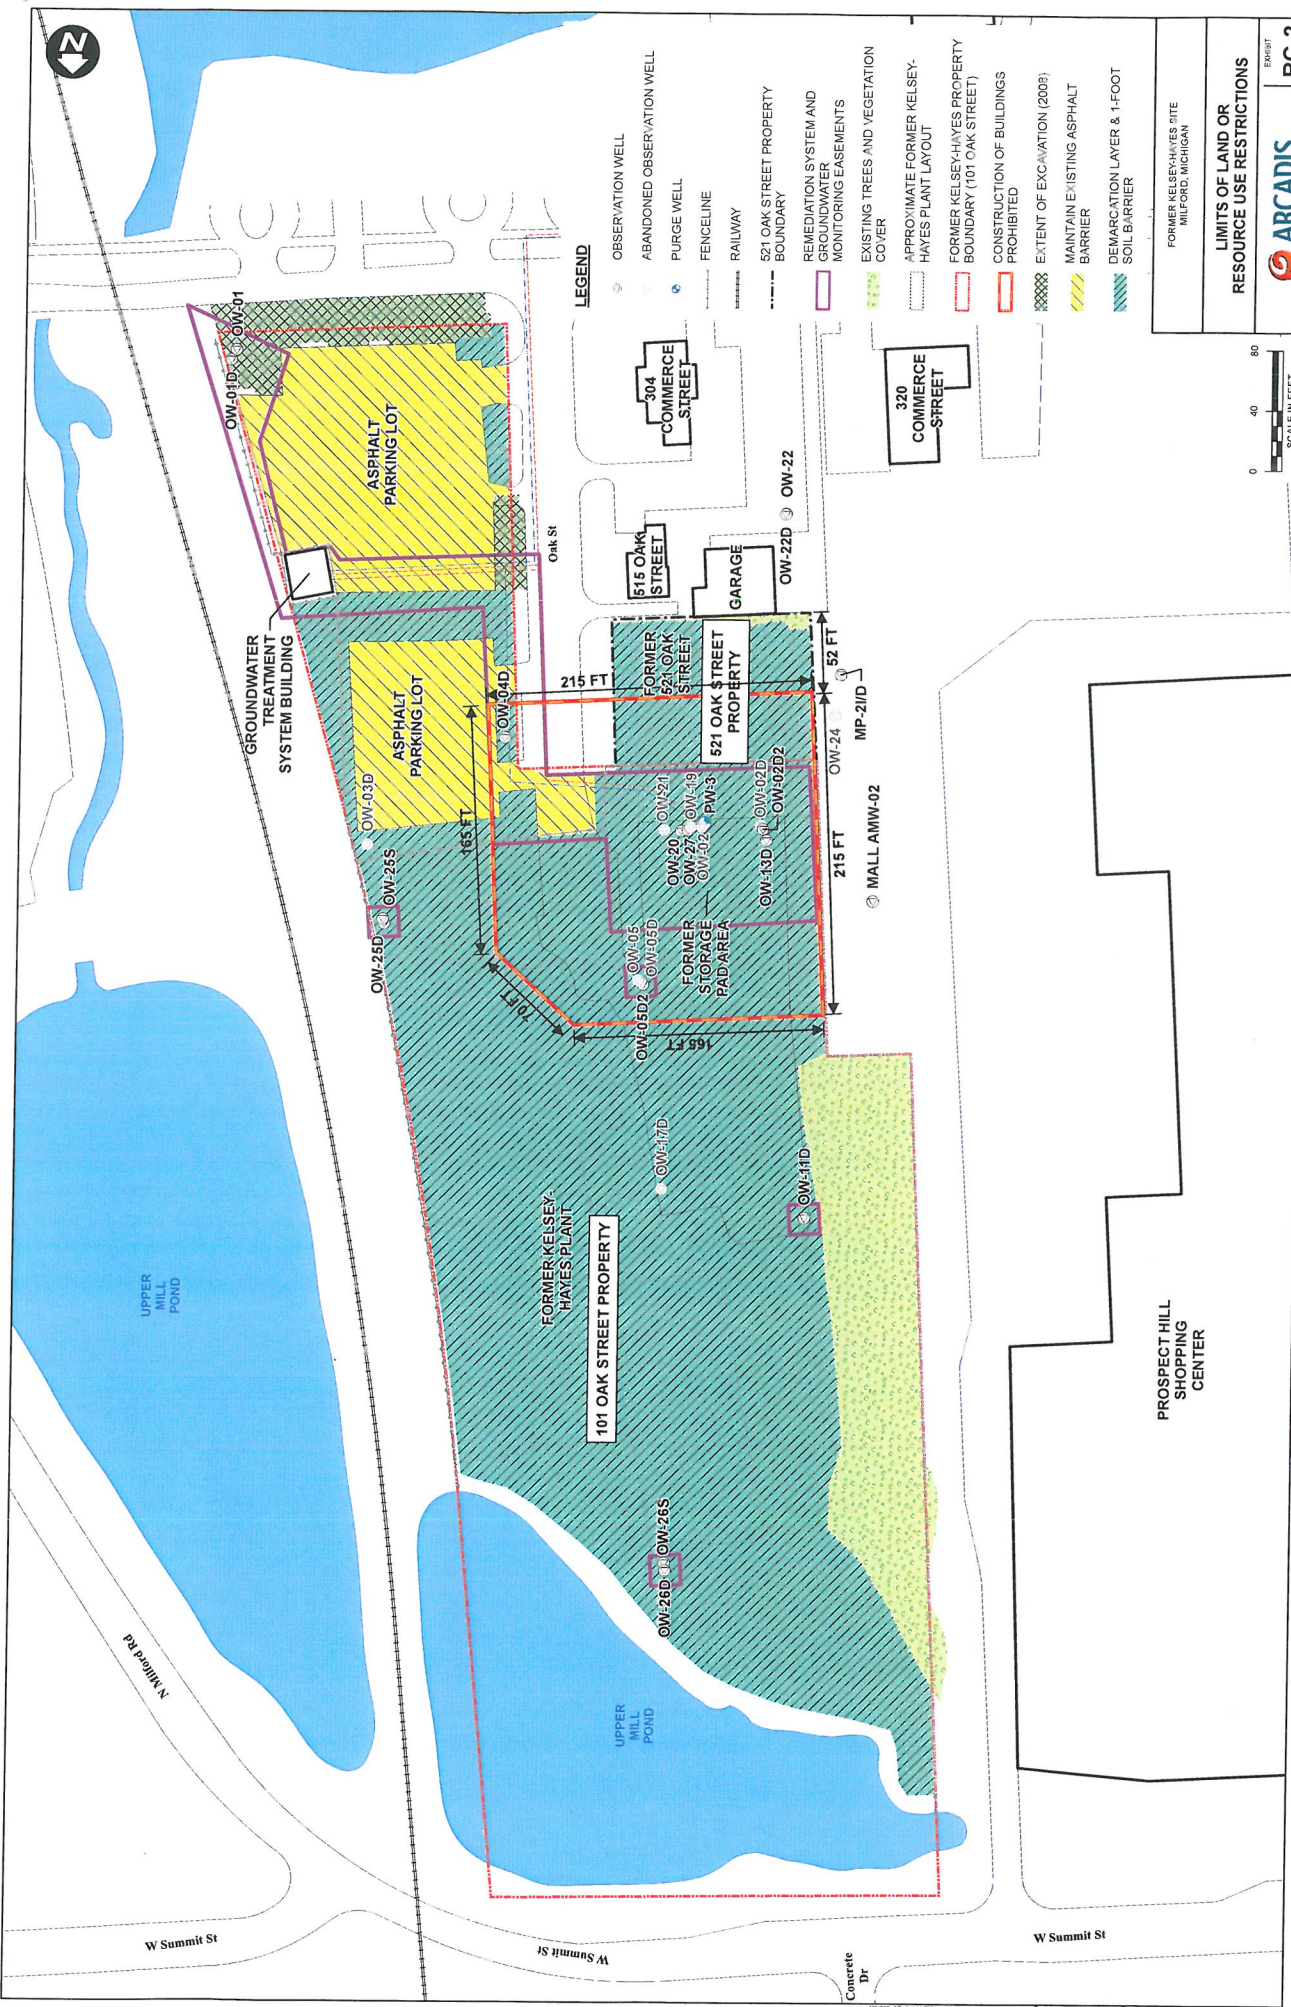 N
W Summit St
N Milford Rd
W Summit St
Concrete
Dr
W Summit St
UPPER
MILL
POND
UPPER
MILL
POND
GROUNDWATER
TREATMENT
SYSTEM BUILDING
OW-01D
OW-01
ASPHALT
PARKING LOT
ASPHALT
PARKING LOT
OW-03D
OW-25S
OW-25D
OW-04D
Oak St
165 FT
70 FT
165 FT
215 FT
215 FT
52 FT
FORMER
521 OAK
STREET
521 OAK STREET
PROPERTY
515 OAK
STREET
GARAGE
304
COMMERCE
STREET
320
COMMERCE
STREET
OW-22D
OW-22
OW-24
MP-2I/D
MALL AMW-02
OW-21
OW-20
OW-19
OW-27
PW-3
OW-02
OW-02D
OW-02D2
OW-13D
FORMER
STORAGE
PAD AREA
OW-05
OW-05D
OW-05D2
OW-17D
OW-11D
FORMER KELSEY-
HAYES PLANT
101 OAK STREET PROPERTY
OW-26D
OW-26S
PROSPECT HILL
SHOPPING
CENTER
LEGEND
OBSERVATION WELL
ABANDONED OBSERVATION WELL
PURGE WELL
FENCELINE
RAILWAY
521 OAK STREET PROPERTY
BOUNDARY
REMEDIATION SYSTEM AND
GROUNDWATER
MONITORING EASEMENTS
EXISTING TREES AND VEGETATION
COVER
APPROXIMATE FORMER KELSEY-
HAYES PLANT LAYOUT
FORMER KELSEY-HAYES PROPERTY
BOUNDARY (101 OAK STREET)
CONSTRUCTION OF BUILDINGS
PROHIBITED
EXTENT OF EXCAVATION (2008)
MAINTAIN EXISTING ASPHALT
BARRIER
DEMARCATION LAYER & 1-FOOT
SOIL BARRIER
0 40 80
SCALE IN FEET
FORMER KELSEY-HAYES SITE
MILFORD, MICHIGAN
LIMITS OF LAND OR
RESOURCE USE RESTRICTIONS
ARCADIS
EXHIBIT